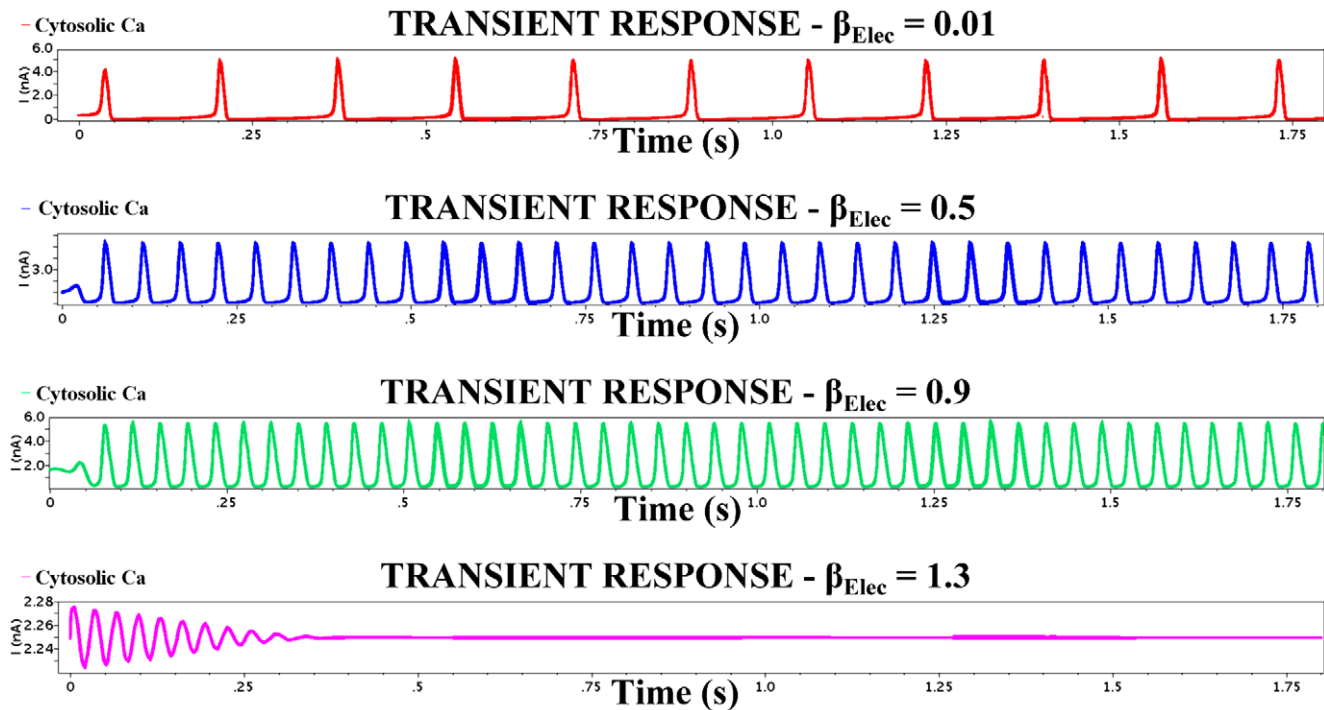 Cytosolic Ca
TRANSIENT RESPONSE - βElec = 0.01
I (nA)
6.0
4.0
2.0
0
0 .25 .5 .75 1.0 1.25 1.5 1.75
Time (s)
Cytosolic Ca
TRANSIENT RESPONSE - βElec = 0.5
I (nA)
3.0
0 .25 .5 .75 1.0 1.25 1.5 1.75
Time (s)
Cytosolic Ca
TRANSIENT RESPONSE - βElec = 0.9
I (nA)
6.0
4.0
2.0
0 .25 .5 .75 1.0 1.25 1.5 1.75
Time (s)
Cytosolic Ca
TRANSIENT RESPONSE - βElec = 1.3
I (nA)
2.28
2.26
2.24
0 .25 .5 .75 1.0 1.25 1.5 1.75
Time (s)